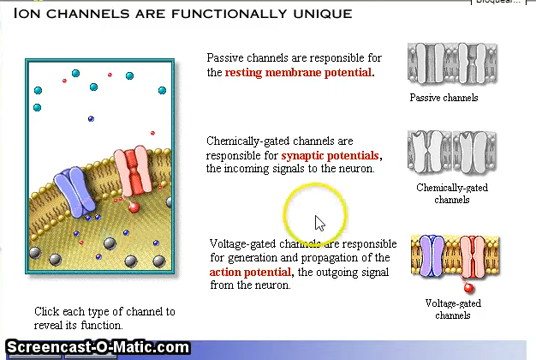 Bloquear...
ION CHANNELS ARE FUNCTIONALLY UNIQUE
Passive channels are responsible for
the resting membrane potential.
Passive channels
Chemically-gated channels are
responsible for synaptic potentials,
the incoming signals to the neuron.
Chemically-gated
channels
Voltage-gated channels are responsible
for generation and propagation of the
action potential, the outgoing signal
from the neuron.
Voltage-gated
channels
Click each type of channel to
reveal its function.
Screencast-O-Matic.com